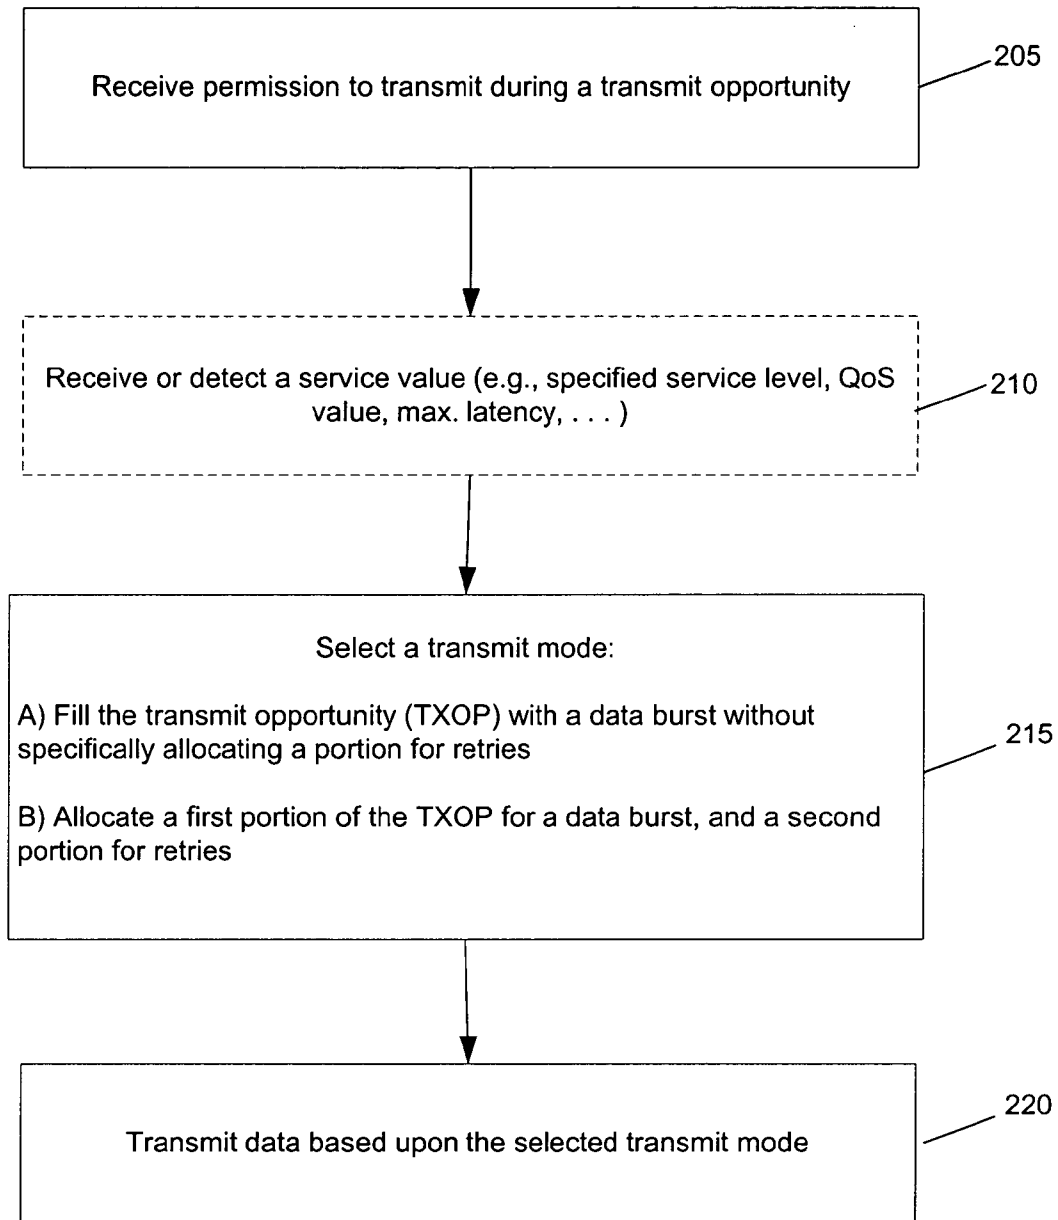 Receive permission to transmit during a transmit opportunity
205
Receive or detect a service value (e.g., specified service level, QoS
value, max. latency, . . . )
210
Select a transmit mode:
A) Fill the transmit opportunity (TXOP) with a data burst without
specifically allocating a portion for retries
B) Allocate a first portion of the TXOP for a data burst, and a second
portion for retries
215
Transmit data based upon the selected transmit mode
220